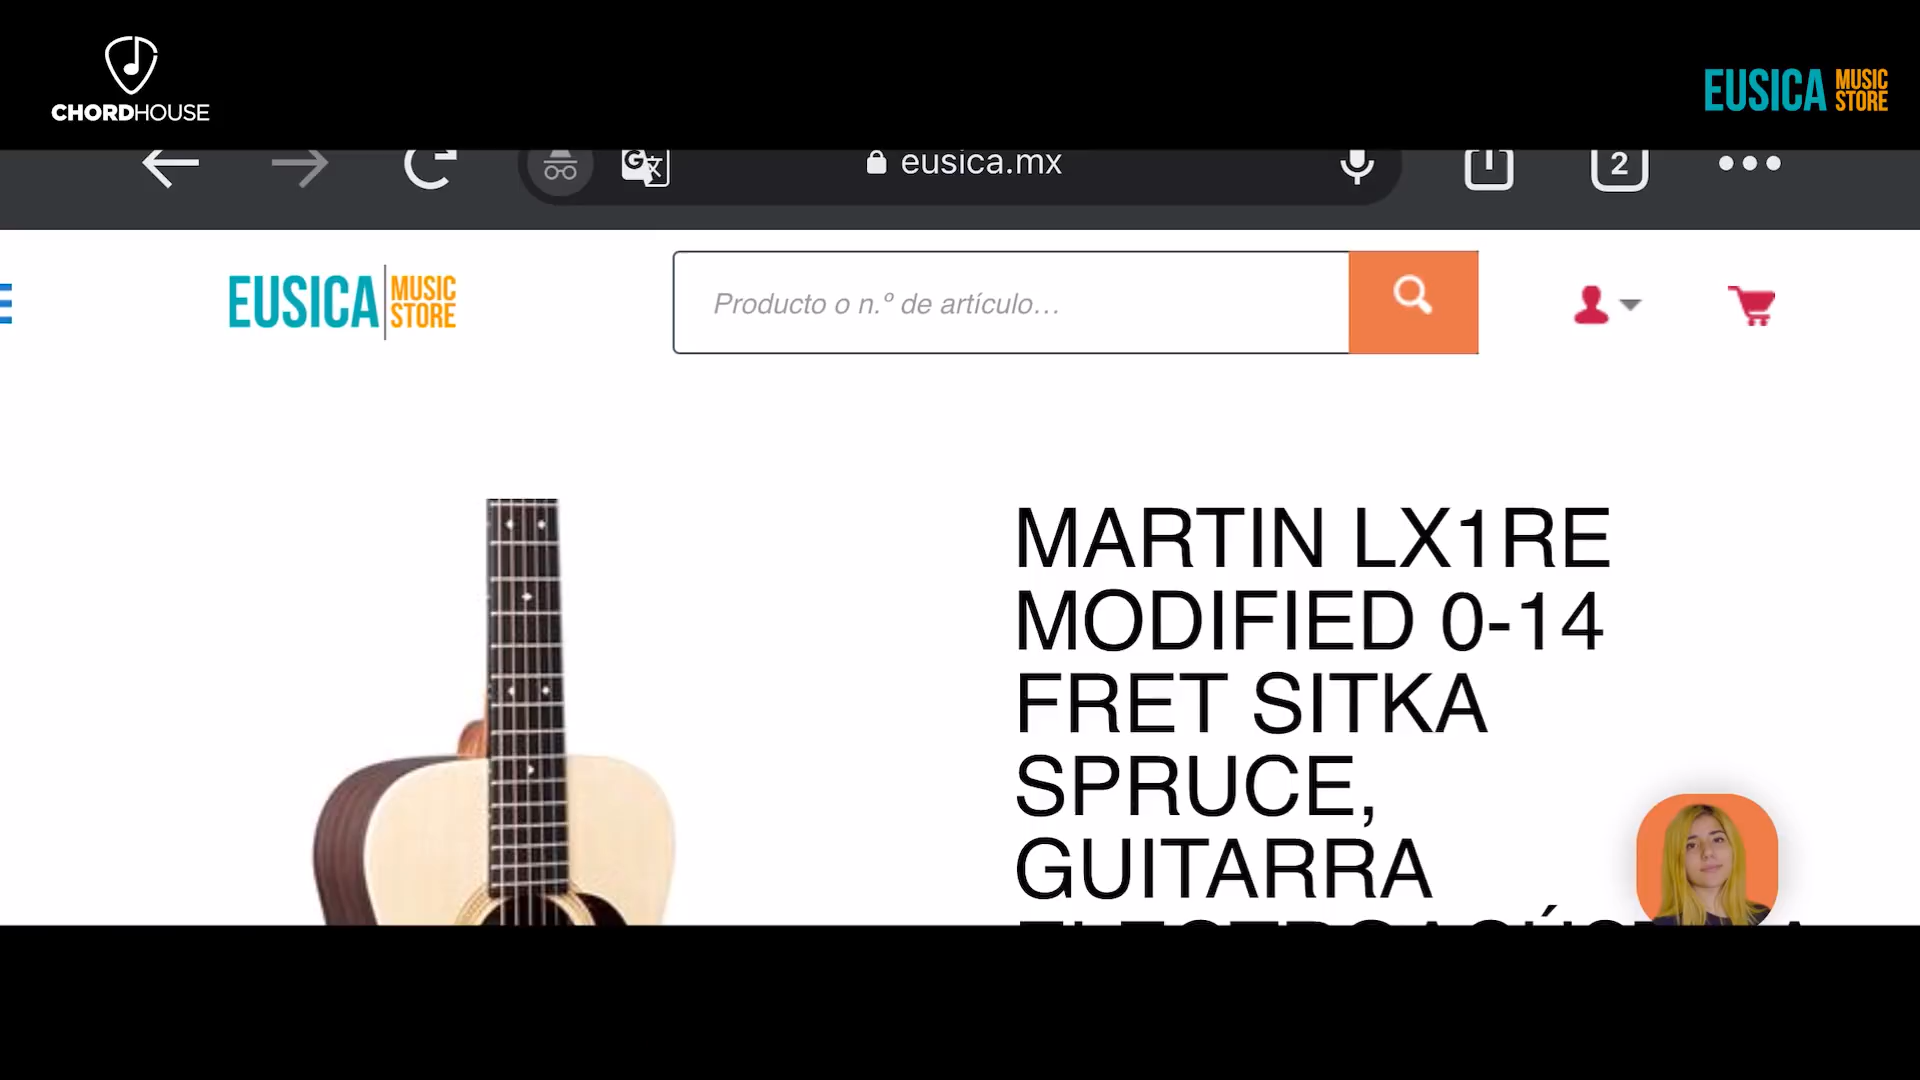 CHORDHOUSE
EUSICA MUSIC STORE
eusica.mx
2
EUSICA MUSIC STORE
Producto o n.º de artículo...
MARTIN LX1RE
MODIFIED 0-14
FRET SITKA
SPRUCE,
GUITARRA